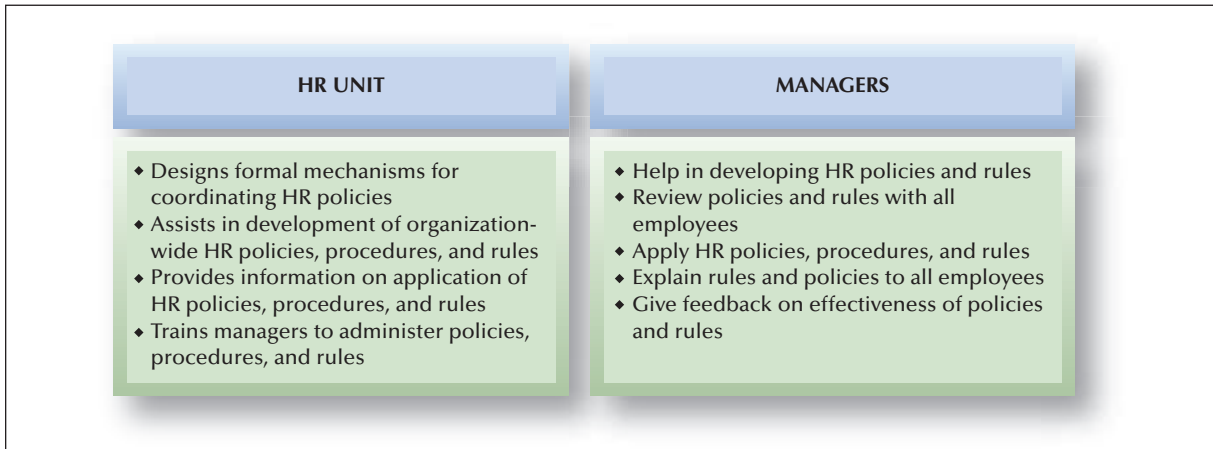 HR UNIT
◆ Designs formal mechanisms for
coordinating HR policies
◆ Assists in development of organization-
wide HR policies, procedures, and rules
◆ Provides information on application of
HR policies, procedures, and rules
◆ Trains managers to administer policies,
procedures, and rules
MANAGERS
◆ Help in developing HR policies and rules
◆ Review policies and rules with all
employees
◆ Apply HR policies, procedures, and rules
◆ Explain rules and policies to all employees
◆ Give feedback on effectiveness of policies
and rules